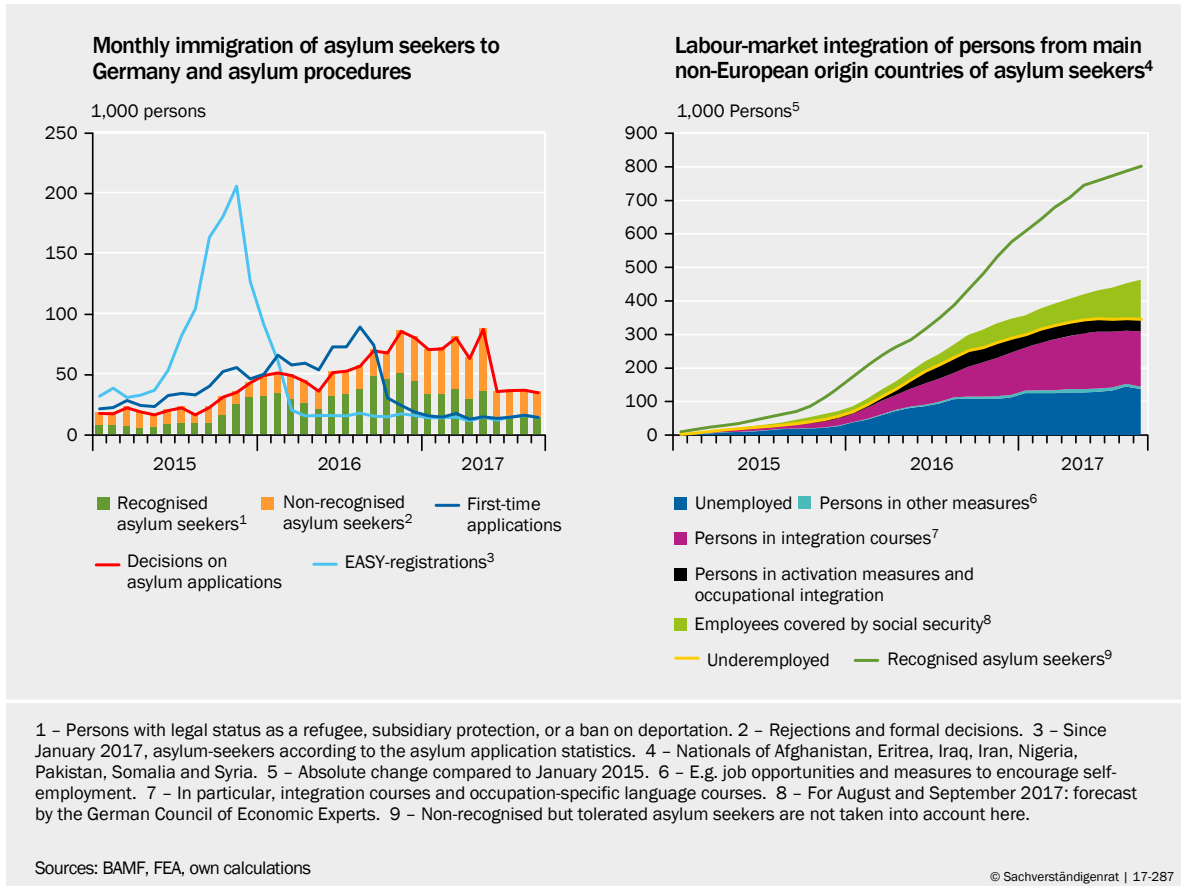 Monthly immigration of asylum seekers to
Germany and asylum procedures
1,000 persons
250
200
150
100
50
0
2015
2016
2017
Recognised
asylum seekers1
Non-recognised
asylum seekers2
First-time
applications
Decisions on
asylum applications
EASY-registrations3
Labour-market integration of persons from main
non-European origin countries of asylum seekers4
1,000 Persons5
900
800
700
600
500
400
300
200
100
0
2015
2016
2017
Unemployed
Persons in other measures6
Persons in integration courses7
Persons in activation measures and
occupational integration
Employees covered by social security8
Underemployed
Recognised asylum seekers9
1 – Persons with legal status as a refugee, subsidiary protection, or a ban on deportation. 2 – Rejections and formal decisions. 3 – Since
January 2017, asylum-seekers according to the asylum application statistics. 4 – Nationals of Afghanistan, Eritrea, Iraq, Iran, Nigeria,
Pakistan, Somalia and Syria. 5 – Absolute change compared to January 2015. 6 – E.g. job opportunities and measures to encourage self-
employment. 7 – In particular, integration courses and occupation-specific language courses. 8 – For August and September 2017: forecast
by the German Council of Economic Experts. 9 – Non-recognised but tolerated asylum seekers are not taken into account here.
Sources: BAMF, FEA, own calculations
© Sachverständigenrat | 17-287